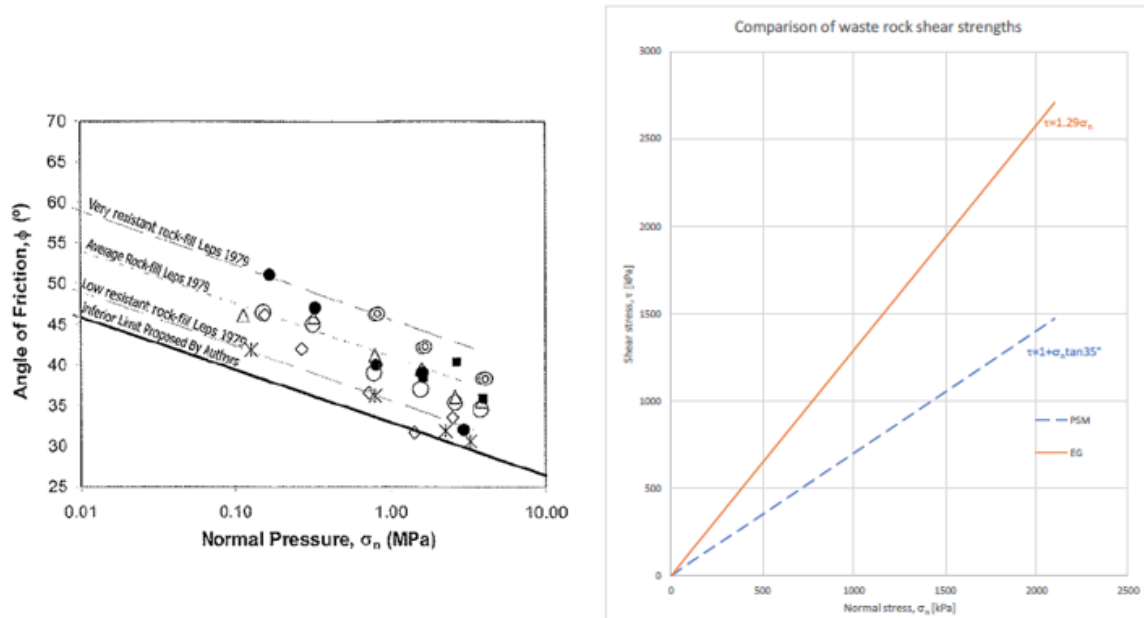 70
65
60
55
50
45
40
35
30
25
Angle of Friction, ϕ (º)
Very resistant rock-fill Leps 1979
Average Rock-fill Leps 1979
Low resistant rock-fill Leps 1979
Inferior Limit Proposed By Authors
0.01
0.10
1.00
10.00
Normal Pressure, σn (MPa)
Comparison of waste rock shear strengths
3000
2500
2000
1500
1000
500
0
Shear stress, τ [kPa]
τ=1.29σn
τ=1+σntan35°
PSM
EG
0
500
1000
1500
2000
2500
Normal stress, σn [kPa]